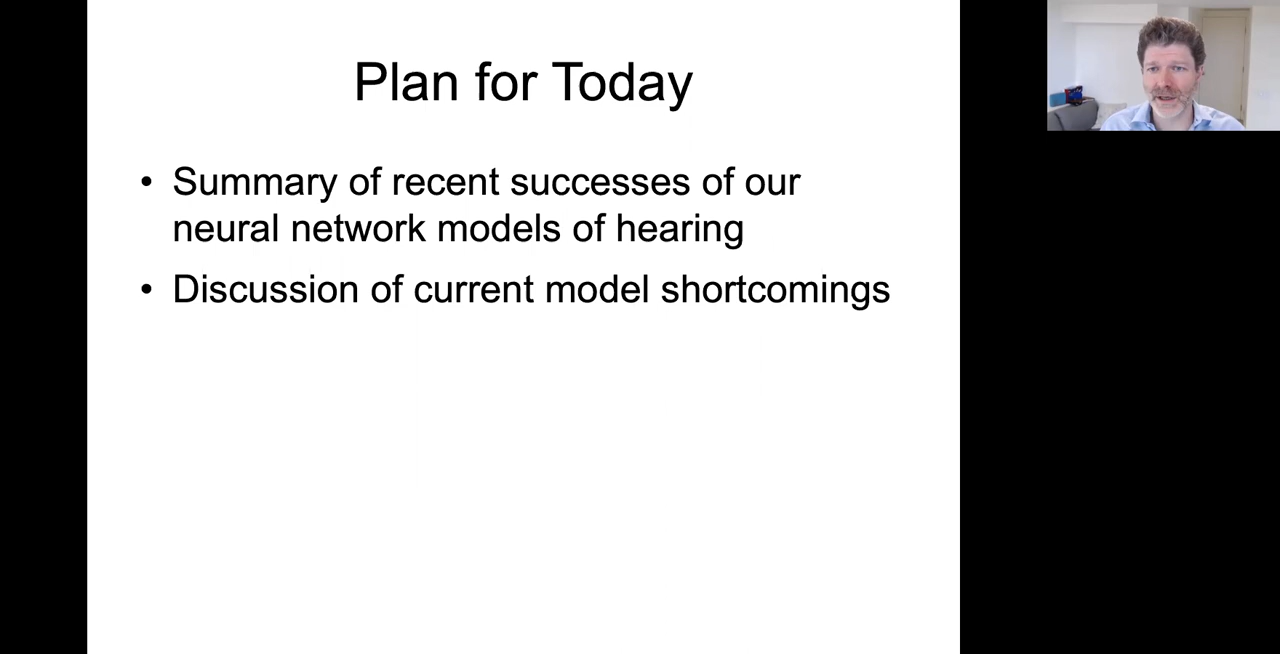 Plan for Today
• Summary of recent successes of our
neural network models of hearing
• Discussion of current model shortcomings